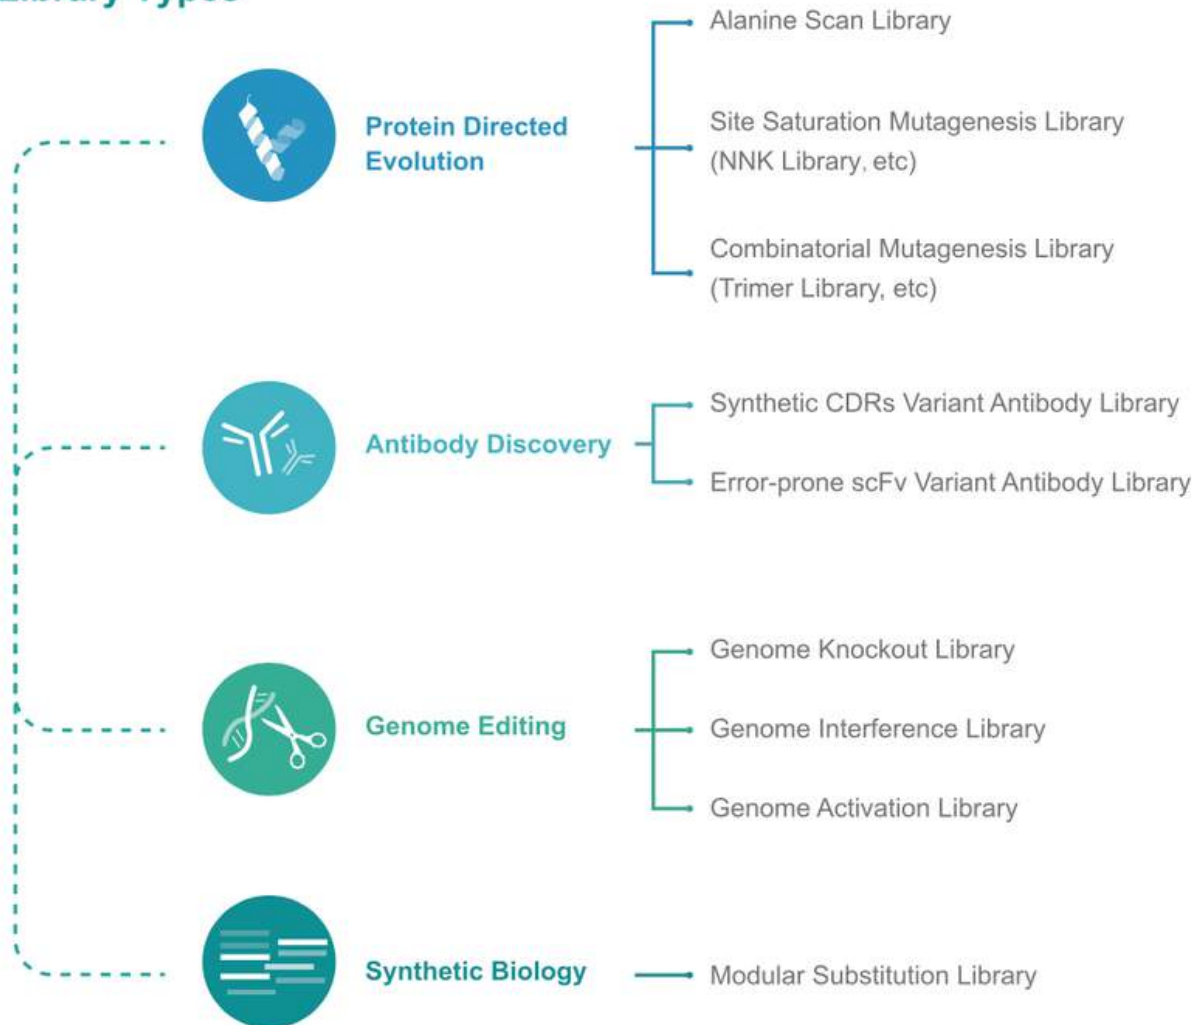 Library Types
Alanine Scan Library
Protein Directed
Evolution
Site Saturation Mutagenesis Library
(NNK Library, etc)
Combinatorial Mutagenesis Library
(Trimer Library, etc)
Antibody Discovery
Synthetic CDRs Variant Antibody Library
Error-prone scFv Variant Antibody Library
Genome Editing
Genome Knockout Library
Genome Interference Library
Genome Activation Library
Synthetic Biology
Modular Substitution Library